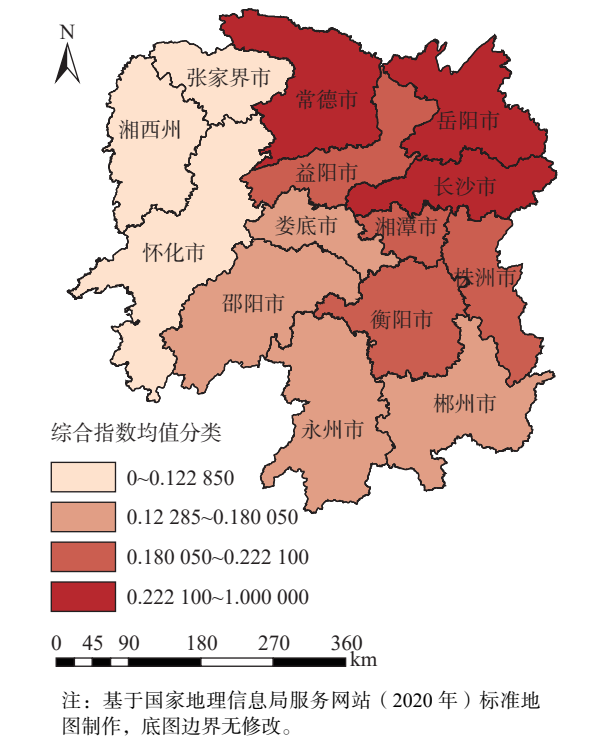 N
张家界市
常德市
岳阳市
湘西州
益阳市
长沙市
娄底市
湘潭市
怀化市
株洲市
邵阳市
衡阳市
郴州市
永州市
综合指数均值分类
0~0.122 850
0.12 285~0.180 050
0.180 050~0.222 100
0.222 100~1.000 000
0 45 90 180 270 360
km
注：基于国家地理信息局服务网站（2020 年）标准地
图制作，底图边界无修改。